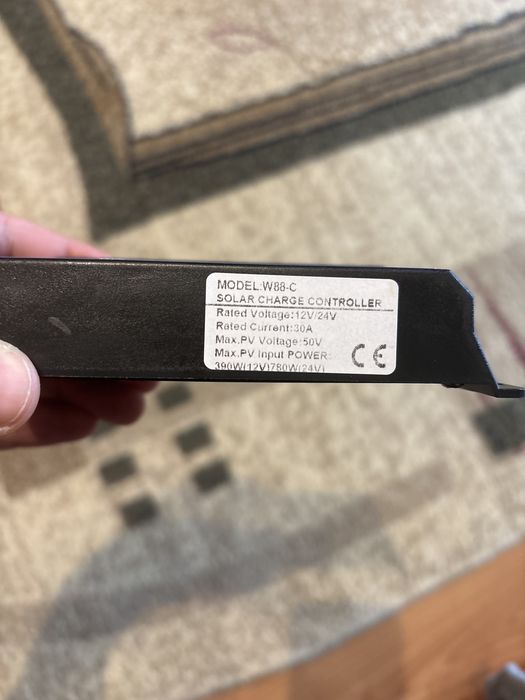 MODEL:W88-C
SOLAR CHARGE CONTROLLER
Rated Voltage:12V/24V
Rated Current:30A
Max.PV Voltage:50V
Max.PV Input POWER:
390W(12V)780W(24V)
CE